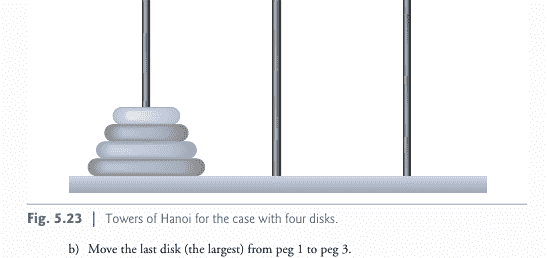 Fig. 5.23 | Towers of Hanoi for the case with four disks.
b) Move the last disk (the largest) from peg 1 to peg 3.